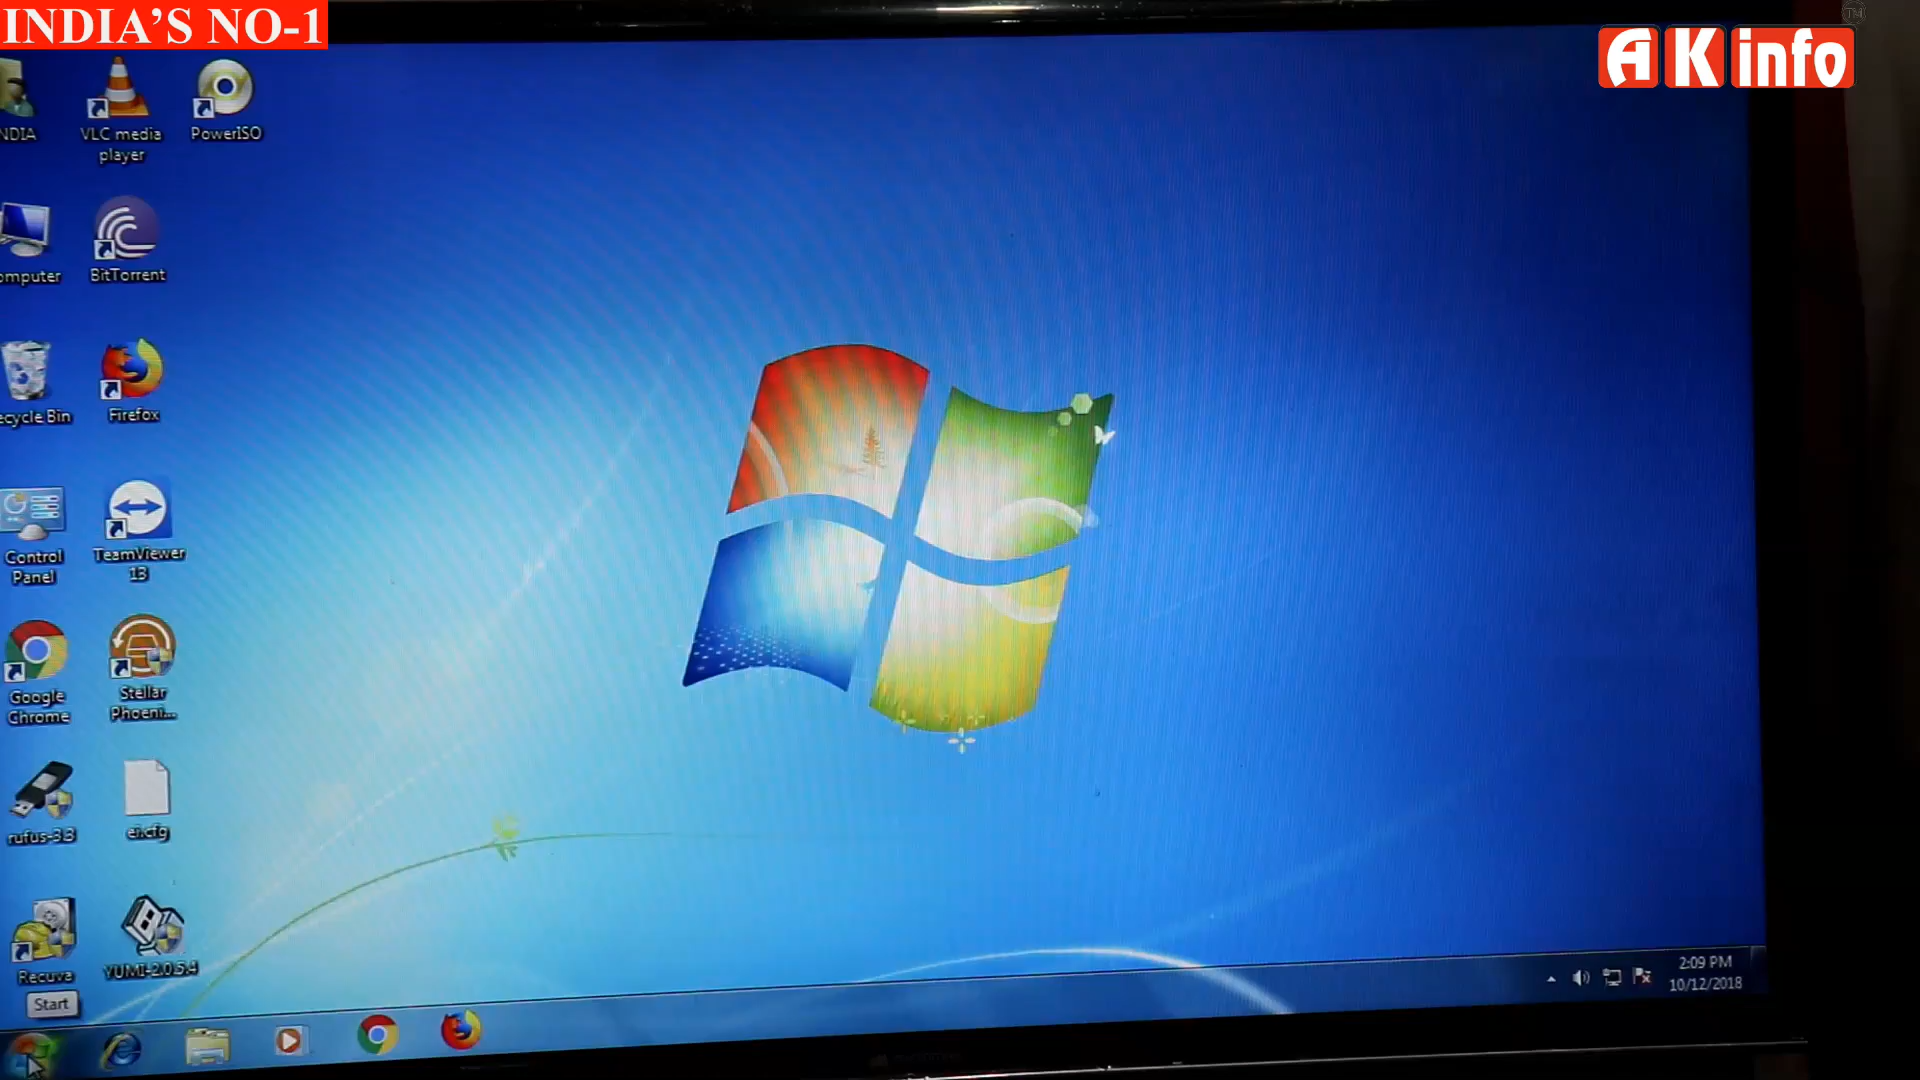 INDIA'S NO-1
AKinfo
TM
NDIA
VLC media
player
PowerISO
omputer
BitTorrent
ecycle Bin
Firefox
Control
Panel
TeamViewer
13
Google
Chrome
Stellar
Phoeni...
rufus-3.3
ei.cfg
Recuva
YUMI-2.0.5.4
Start
2:09 PM
10/12/2018